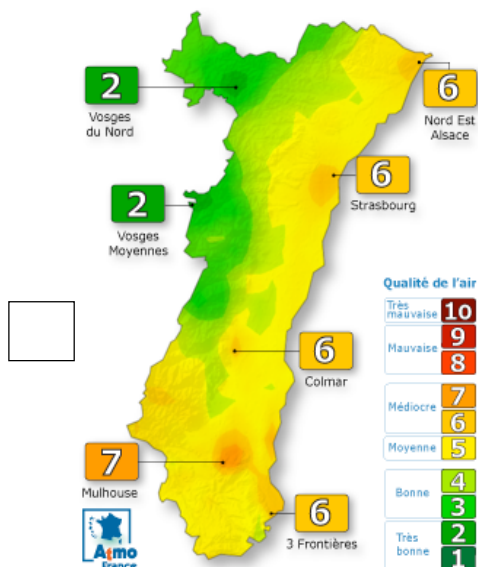 2
Vosges
du Nord
6
Nord Est
Alsace
6
Strasbourg
2
Vosges
Moyennes
6
Colmar
7
Mulhouse
6
3 Frontières
Qualité de l'air
Très
mauvaise
10
Mauvaise
9
8
Médiocre
7
6
Moyenne
5
Bonne
4
3
Très
bonne
2
1
Atmo
France